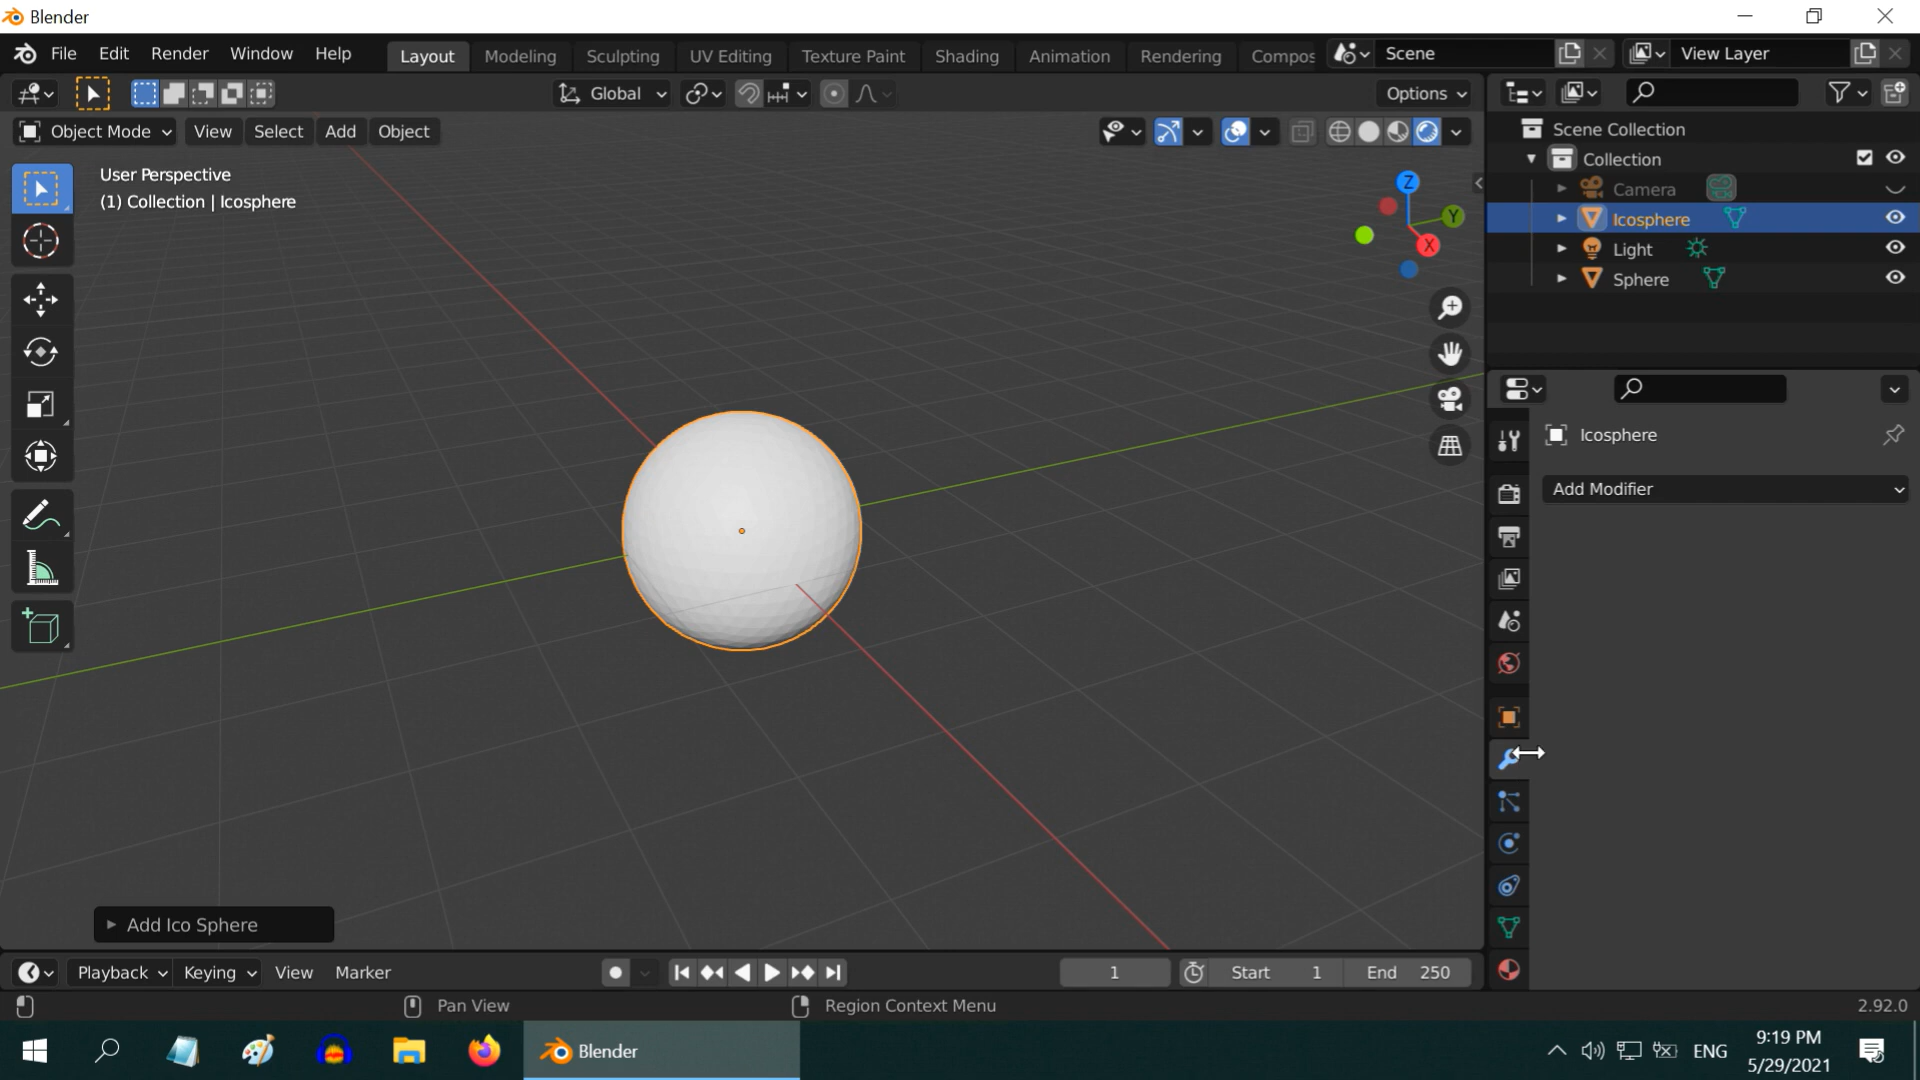 Blender
File Edit Render Window Help Layout Modeling Sculpting UV Editing Texture Paint Shading Animation Rendering Compos Scene View Layer
Global Options
Object Mode View Select Add Object
User Perspective
(1) Collection | Icosphere
Z
Y
X
Scene Collection
Collection
Camera
Icosphere
Light
Sphere
Icosphere
Add Modifier
Add Ico Sphere
Playback Keying View Marker 1 Start 1 End 250
Pan View Region Context Menu 2.92.0
Blender ENG 9:19 PM
5/29/2021